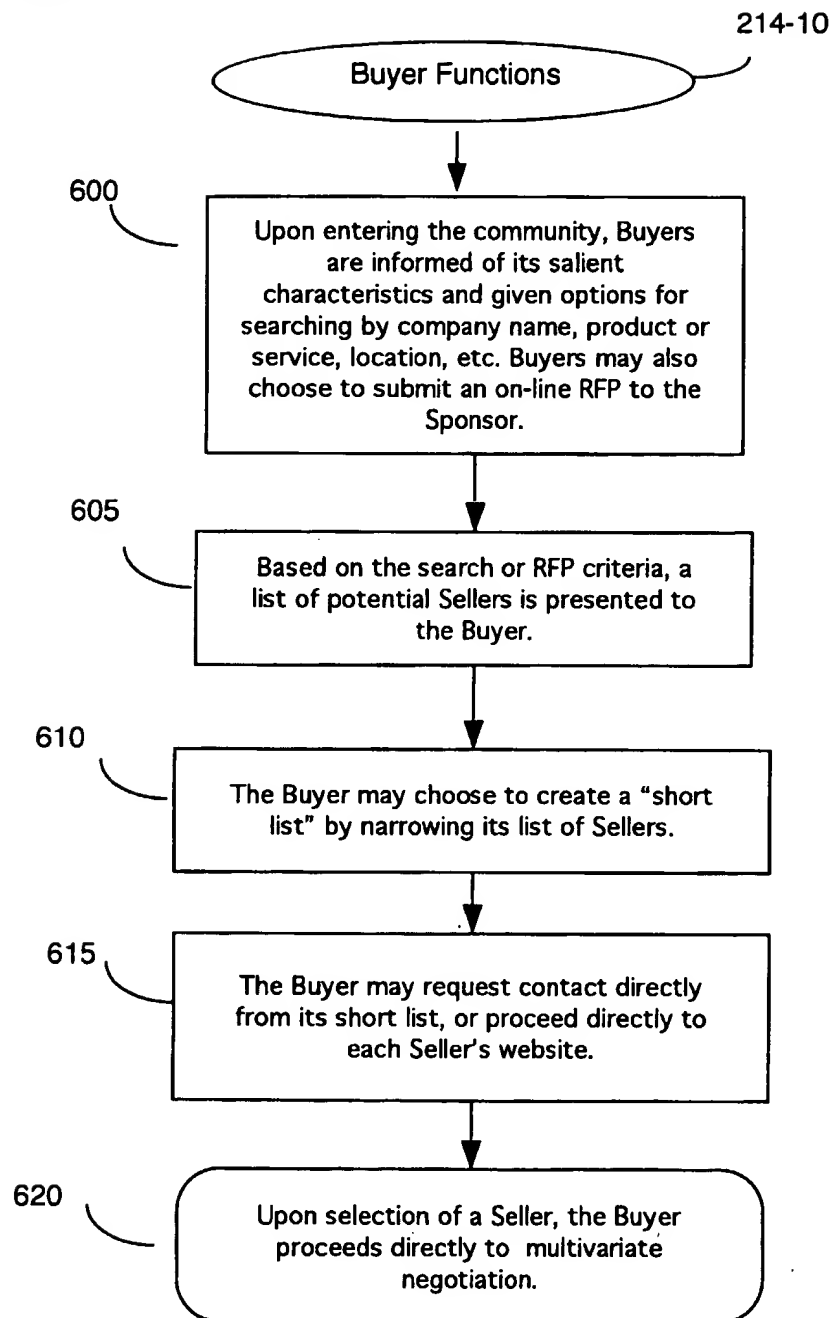 214-10
Buyer Functions
600
Upon entering the community, Buyers
are informed of its salient
characteristics and given options for
searching by company name, product or
service, location, etc. Buyers may also
choose to submit an on-line RFP to the
Sponsor.
605
Based on the search or RFP criteria, a
list of potential Sellers is presented to
the Buyer.
610
The Buyer may choose to create a “short
list” by narrowing its list of Sellers.
615
The Buyer may request contact directly
from its short list, or proceed directly to
each Seller's website.
620
Upon selection of a Seller, the Buyer
proceeds directly to multivariate
negotiation.